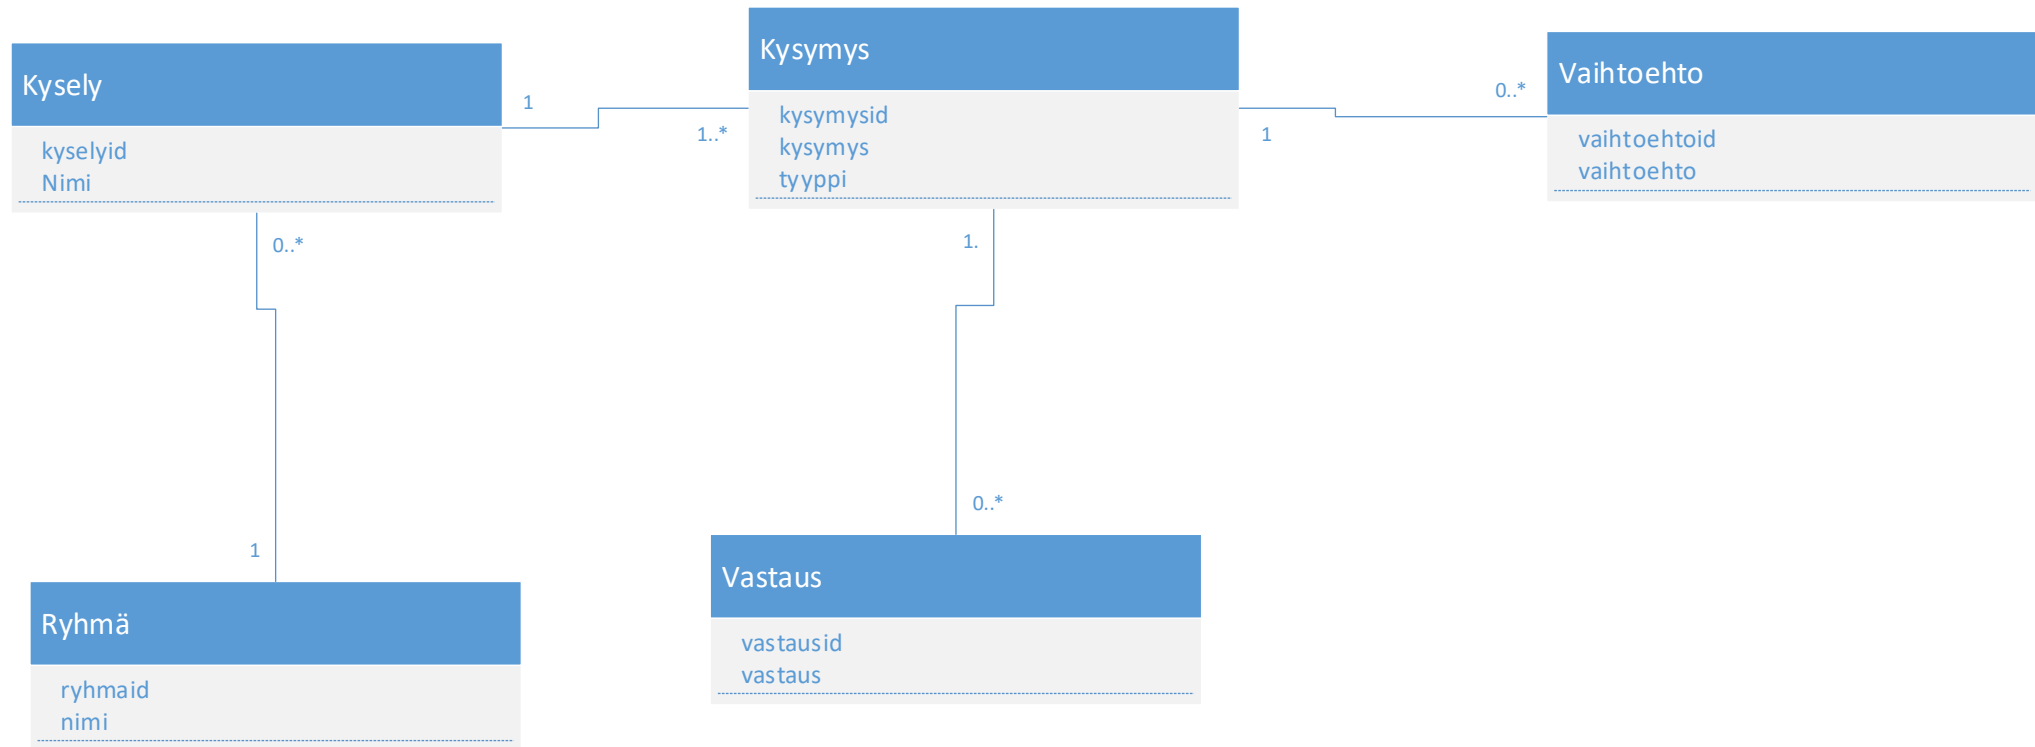 Kysely
kyselyid
Nimi
1
1..*
Kysymys
kysymysid
kysymys
tyyppi
1
0..*
Vaihtoehto
vaihtoehtoid
vaihtoehto
0..*
1
Ryhmä
ryhmaid
nimi
1.
0..*
Vastaus
vastausid
vastaus